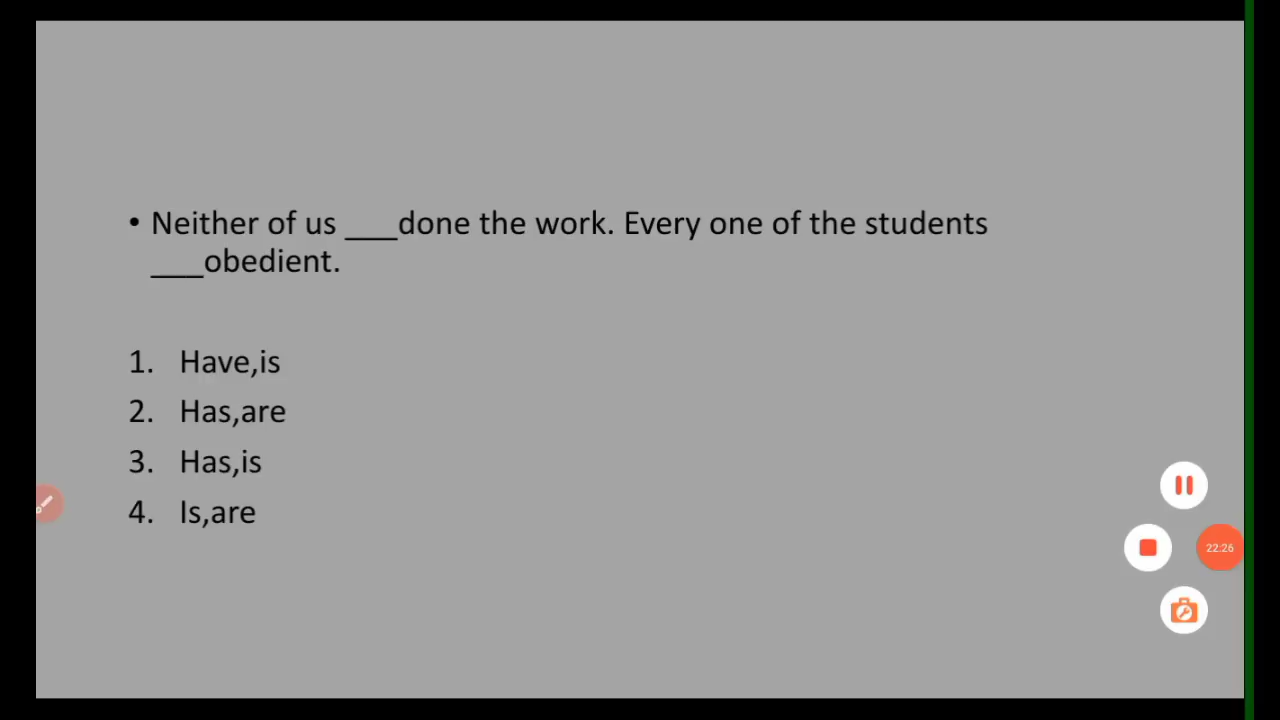 • Neither of us ___done the work. Every one of the students
___obedient.
1. Have,is
2. Has,are
3. Has,is
4. Is,are
22:26